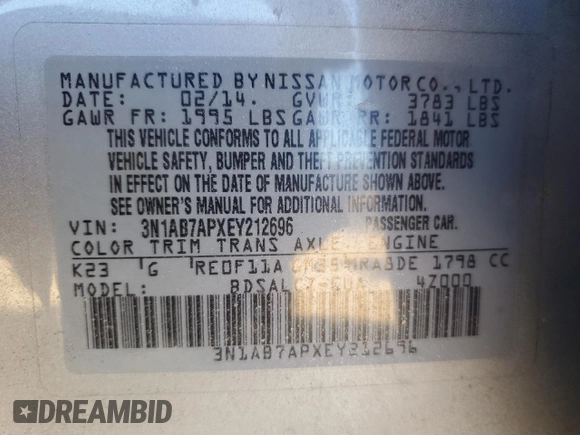 MANUFACTURED BY NISSAN MOTOR CO., LTD.
DATE: 02/14. GVWR: 3783 LBS
GAWR FR: 1995 LBS GAWR RR: 1841 LBS
THIS VEHICLE CONFORMS TO ALL APPLICABLE FEDERAL MOTOR
VEHICLE SAFETY, BUMPER AND THEFT PREVENTION STANDARDS
IN EFFECT ON THE DATE OF MANUFACTURE SHOWN ABOVE.
SEE OWNER'S MANUAL FOR ADDITIONAL INFORMATION
VIN: 3N1AB7APXEY212696 PASSENGER CAR.
COLOR TRIM TRANS AXLE ENGINE
K23 G RE0F11A MRA8DE 1798 CC
MODEL: 4Z000
3N1AB7APXEY212696
DREAMBID